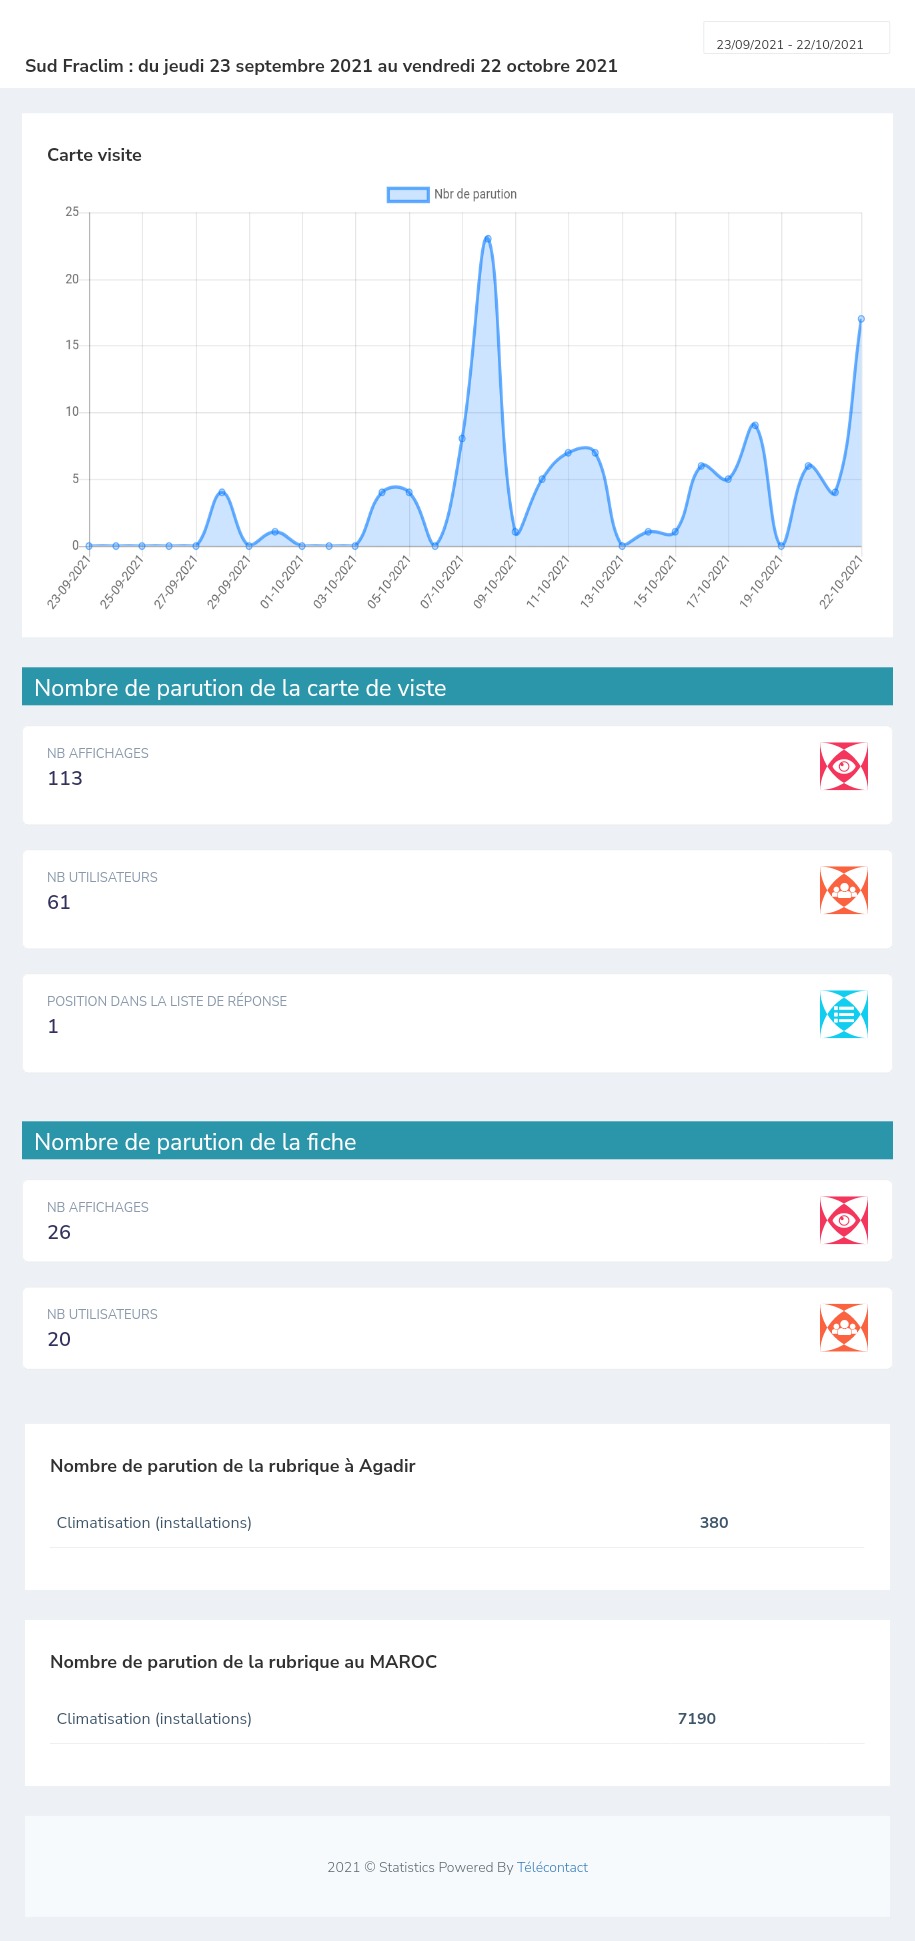 23/09/2021 - 22/10/2021
Sud Fraclim : du jeudi 23 septembre 2021 au vendredi 22 octobre 2021
Carte visite
Nbr de parution
25
20
15
10
5
0
23-09-2021
25-09-2021
27-09-2021
29-09-2021
01-10-2021
03-10-2021
05-10-2021
07-10-2021
09-10-2021
11-10-2021
13-10-2021
15-10-2021
17-10-2021
19-10-2021
22-10-2021
Nombre de parution de la carte de viste
NB AFFICHAGES
113
NB UTILISATEURS
61
POSITION DANS LA LISTE DE RÉPONSE
1
Nombre de parution de la fiche
NB AFFICHAGES
26
NB UTILISATEURS
20
Nombre de parution de la rubrique à Agadir
Climatisation (installations) 380
Nombre de parution de la rubrique au MAROC
Climatisation (installations) 7190
2021 © Statistics Powered By Télécontact